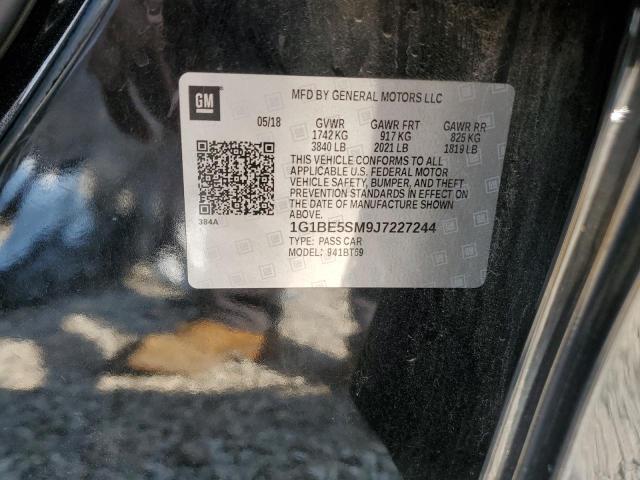 GM
MFD BY GENERAL MOTORS LLC
05/18 GVWR GAWR FRT GAWR RR
1742 KG 917 KG 825 KG
3840 LB 2021 LB 1819 LB
THIS VEHICLE CONFORMS TO ALL
APPLICABLE U.S. FEDERAL MOTOR
VEHICLE SAFETY, BUMPER, AND THEFT
PREVENTION STANDARDS IN EFFECT ON
THE DATE OF MANUFACTURE SHOWN
ABOVE.
384A
1G1BE5SM9J7227244
TYPE: PASS CAR
MODEL: 941BT69